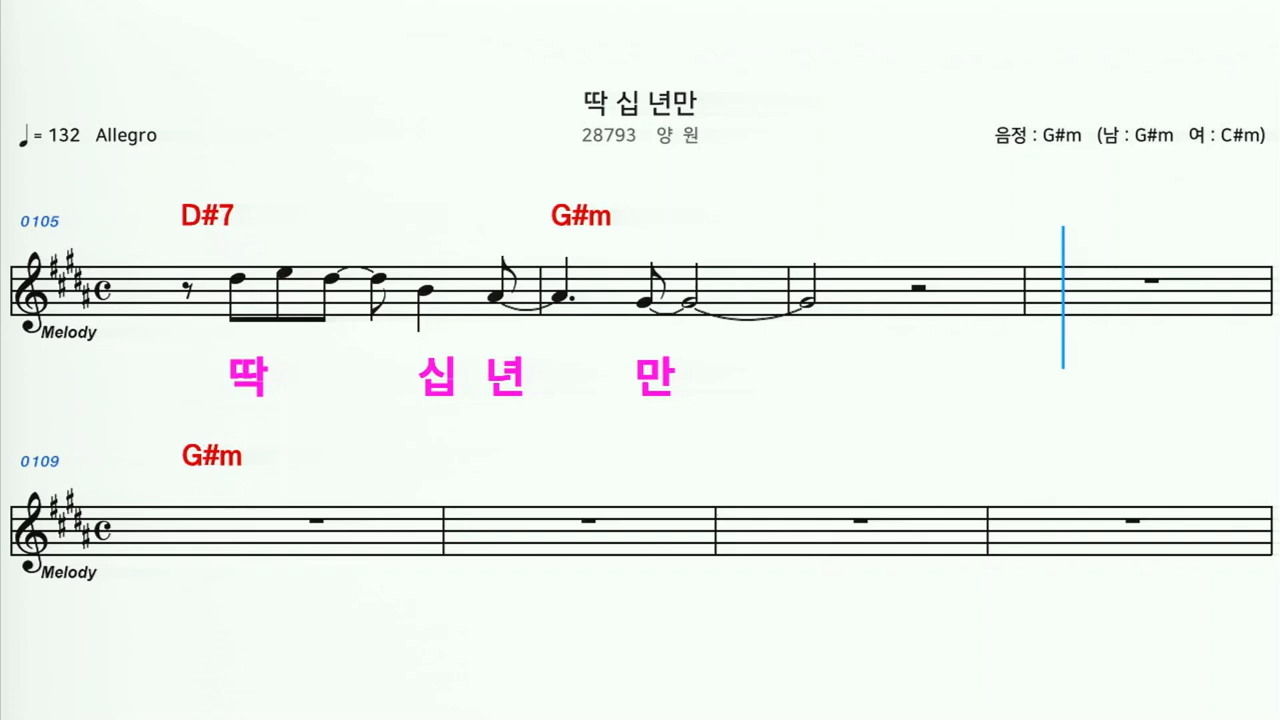 딱 십 년만
♩ = 132 Allegro
28793 양 원
음정 : G#m (남 : G#m 여 : C#m)
0105
D#7 G#m
Melody
딱 십 년 만
0109
G#m
Melody